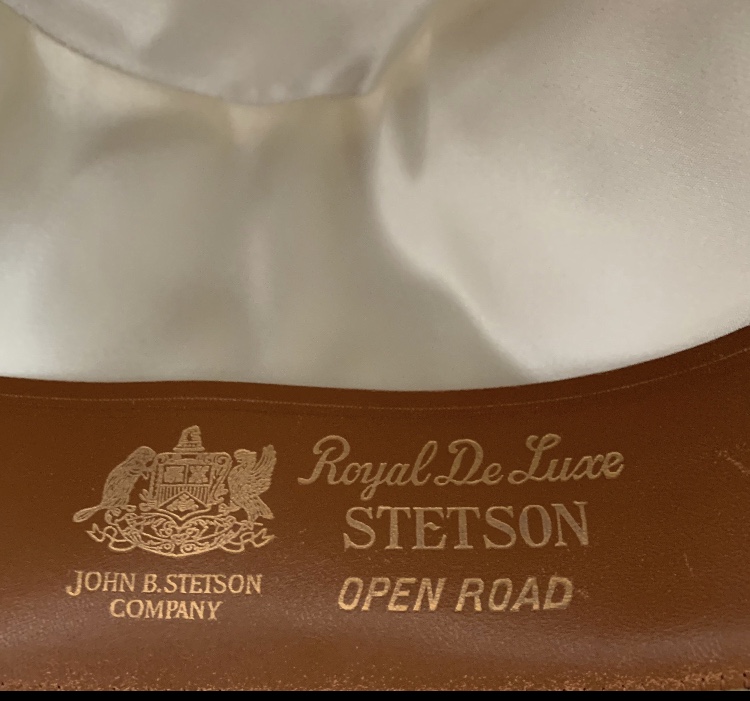 Royal De Luxe
STETSON
OPEN ROAD
JOHN B. STETSON
COMPANY